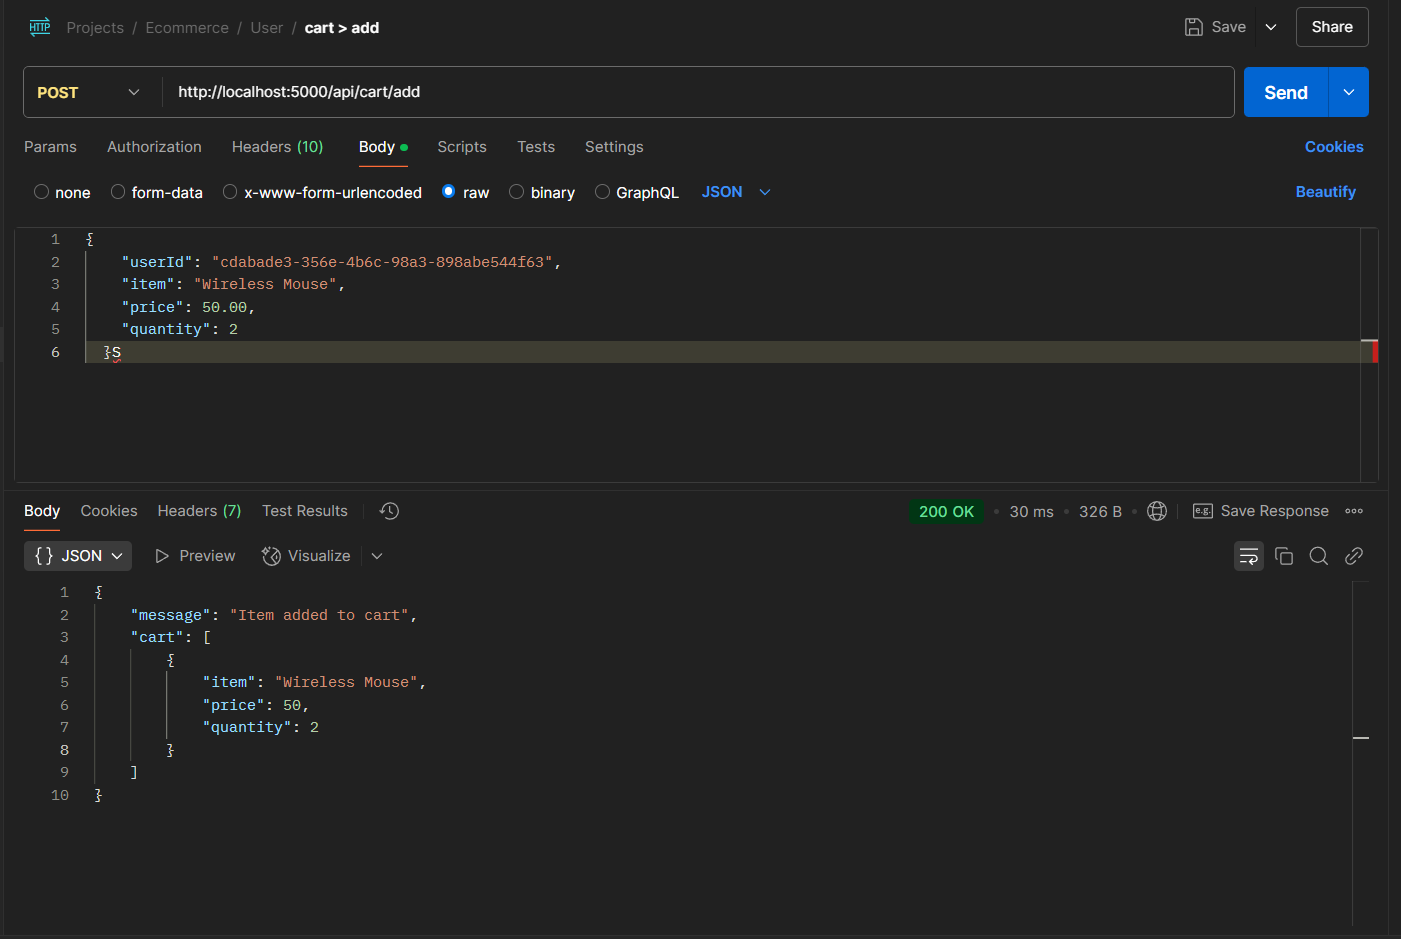 HTTP Projects / Ecommerce / User / cart > add Save Share
POST http://localhost:5000/api/cart/add Send
Params Authorization Headers (10) Body Scripts Tests Settings Cookies
none form-data x-www-form-urlencoded raw binary GraphQL JSON Beautify
1 {
2 "userId": "cdabade3-356e-4b6c-98a3-898abe544f63",
3 "item": "Wireless Mouse",
4 "price": 50.00,
5 "quantity": 2
6 }S
Body Cookies Headers (7) Test Results 200 OK • 30 ms • 326 B • e.g. Save Response
{} JSON Preview Visualize
1 {
2 "message": "Item added to cart",
3 "cart": [
4 {
5 "item": "Wireless Mouse",
6 "price": 50,
7 "quantity": 2
8 }
9 ]
10 }